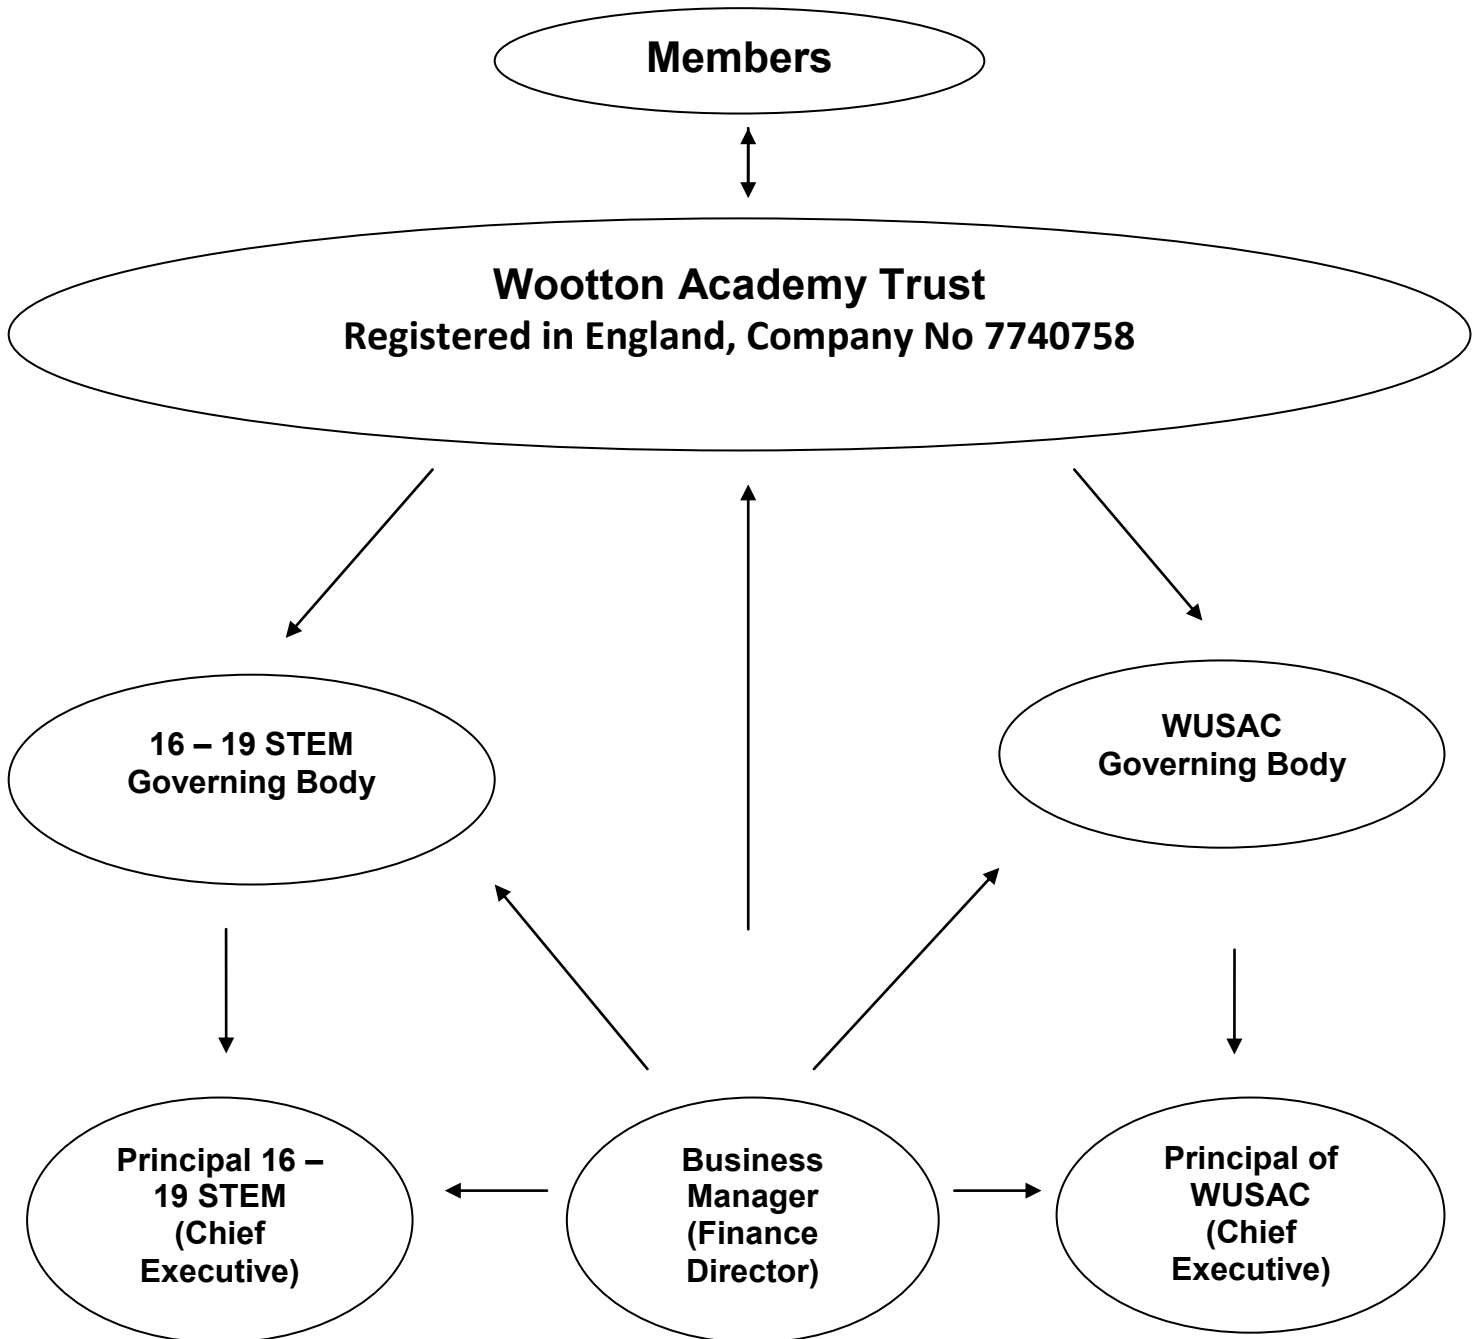 Members
Wootton Academy Trust
Registered in England, Company No 7740758
16 – 19 STEM
Governing Body
WUSAC
Governing Body
Principal 16 –
19 STEM
(Chief
Executive)
Business
Manager
(Finance
Director)
Principal of
WUSAC
(Chief
Executive)